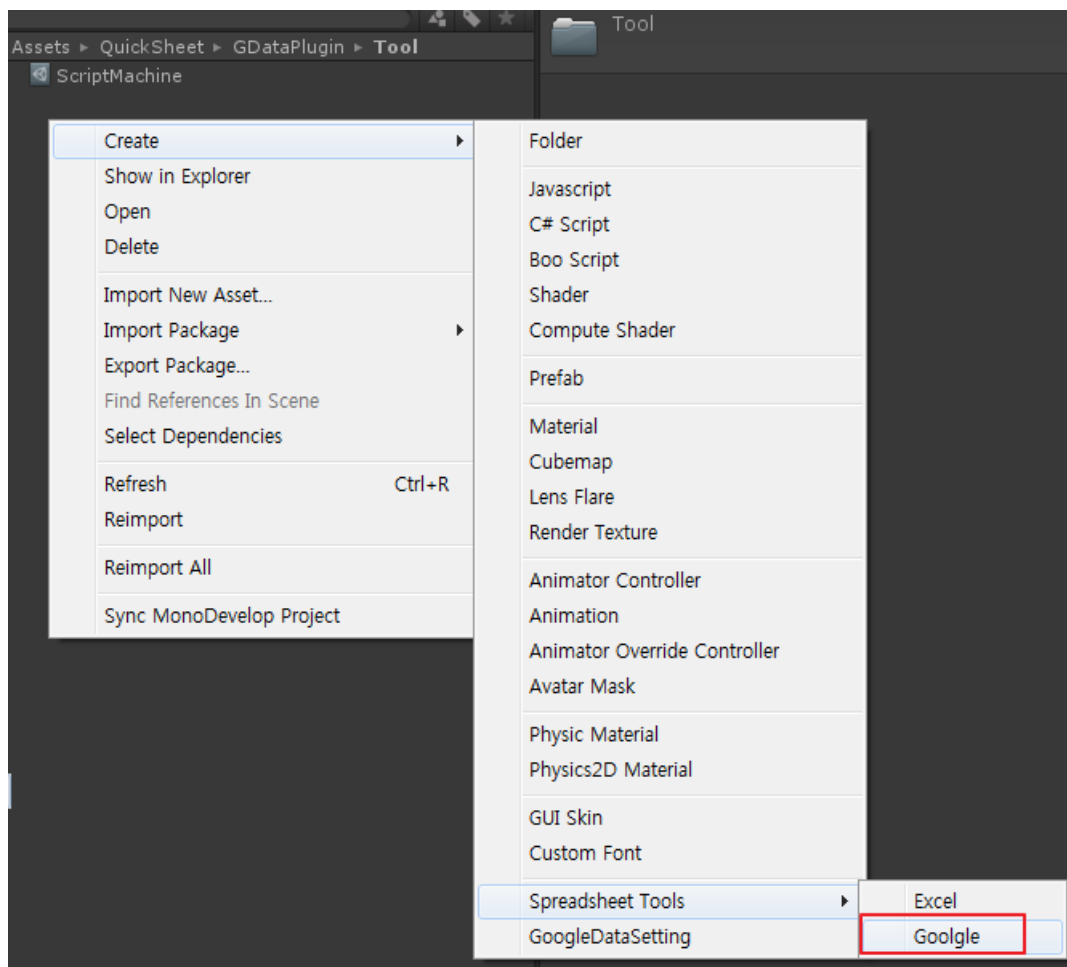 Tool
Assets ▸ QuickSheet ▸ GDataPlugin ▸ Tool
ScriptMachine
Create
Show in Explorer
Open
Delete
Import New Asset...
Import Package
Export Package...
Find References In Scene
Select Dependencies
Refresh Ctrl+R
Reimport
Reimport All
Sync MonoDevelop Project
Folder
Javascript
C# Script
Boo Script
Shader
Compute Shader
Prefab
Material
Cubemap
Lens Flare
Render Texture
Animator Controller
Animation
Animator Override Controller
Avatar Mask
Physic Material
Physics2D Material
GUI Skin
Custom Font
Spreadsheet Tools
GoogleDataSetting
Excel
Goolgle